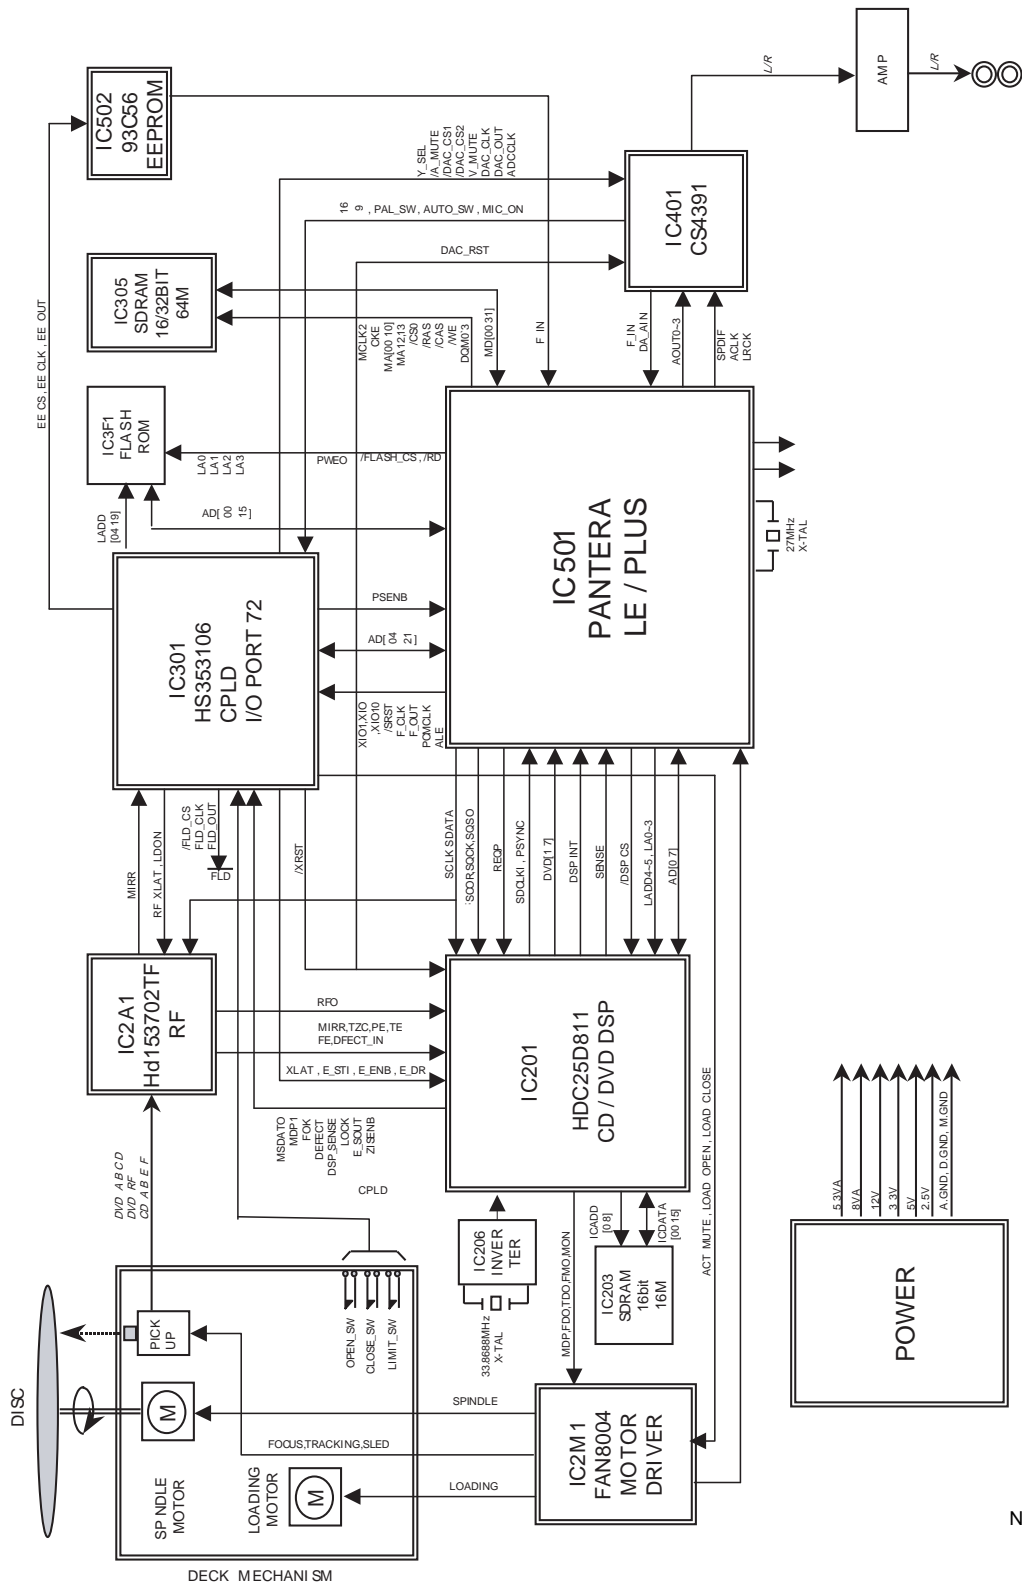 IC502
93C56
EEPROM
EE CS, EE CLK, EE OUT
IC305
SDRAM
16/32BIT
64M
IC3F1
FLASH
ROM
LADD
[04 19]
AD[ 00 15]
LA0
LA1
LA2
LA3
PWEO
/FLASH_CS, /RD
MCLK2
CKE
MA[00 10]
MA12,13
/CS0
/RAS
/CAS
/WE
DQM0'3
MD[00 31]
F IN
Y_SEL
/A_MUTE
/DAC_CS1
/DAC_CS2
V_MUTE
DAC_CLK
DAC_OUT
ADCCLK
16
9 , PAL_SW, AUTO_SW, MIC_ON
DAC_RST
IC401
CS4391
L/R
AMP
L/R
F_IN
DA_AIN
AOUT0~3
SPDIF
ACLK
LRCK
IC501
PANTERA
LE / PLUS
27MHz
X-TAL
IC301
HS353106
CPLD
I/O PORT 72
PSENB
AD[ 04 21]
XIO1,XIO
,XIO10
/SRST
F_CLK
F_OUT
PCMCLK
ALE
MIRR
RF XLAT , LDON
/FLD_CS
FLD_CLK
FLD_OUT
FLD
/XRST
SCLK SDATA
SCOR,SQCK,SQSO
REQP
SDCLKI , PSYNC
DVD[1 7]
DSP INT
SENSE
/DSP CS
LADD4~5 , LA0~3
AD[0 7]
IC2A1
Hd153702TF
RF
RFO
MIRR,TZC,PE,TE
FE,DFECT_IN
XLAT , E_STI , E_ENB , E_DR
MSDATO
MDP1
FOK
DEFECT
DSP_SENSE
LOCK
E_SOUT
ZISENB
CPLD
IC201
HDC25D811
CD / DVD DSP
DVD A B C D
DVD RF
CD A B E F
IC206
INVER
TER
33.8688MHz
X-TAL
MDP,FDO,TDO,FMO,MON
ICADD
[0 8]
ICDATA
[00 15]
IC203
SDRAM
16bit
16M
ACT MUTE , LOAD OPEN , LOAD CLOSE
OPEN_SW
CLOSE_SW
LIMIT_SW
PICK
UP
DISC
M
SP NDLE
MOTOR
LOADING
MOTOR
M
SPINDLE
FOCUS,TRACKING,SLED
LOADING
IC2M1
FAN8004
MOTOR
DRIVER
DECK MECHANISM
POWER
5.3VA
8VA
12V
3 3V
5V
2.5V
A.GND, D.GND, M.GND
N